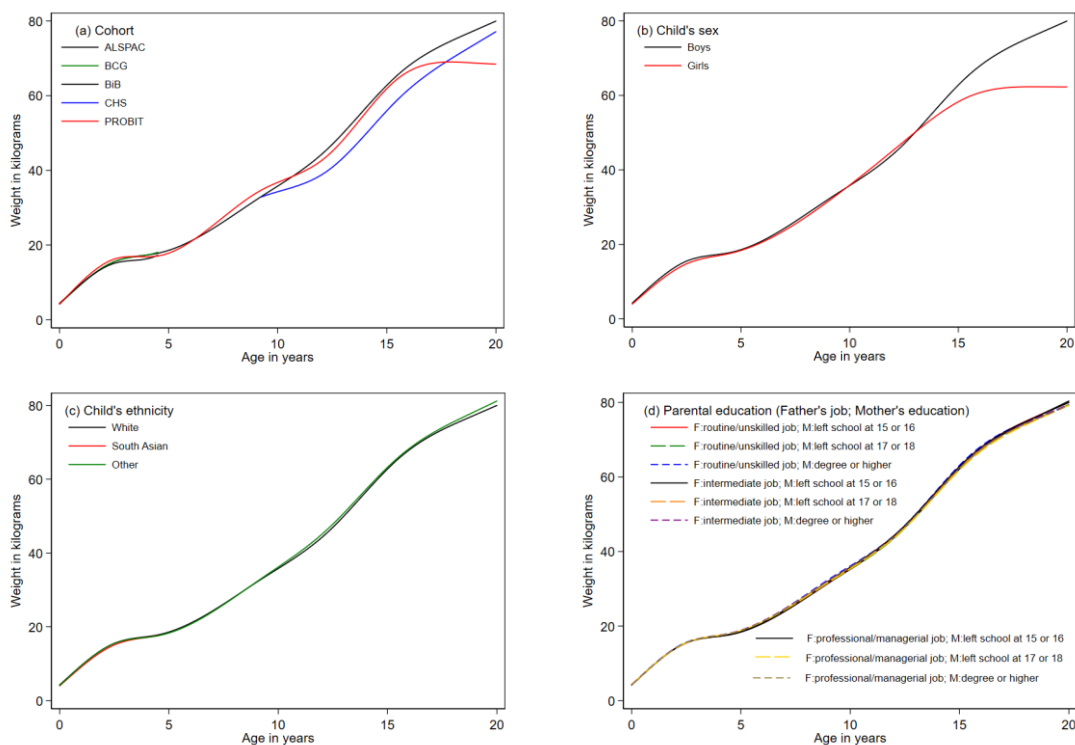 (a) Cohort
ALSPAC
BCG
BiB
CHS
PROBIT
Weight in kilograms
80
60
40
20
0
0 5 10 15 20
Age in years
(b) Child's sex
Boys
Girls
Weight in kilograms
80
60
40
20
0
0 5 10 15 20
Age in years
(c) Child's ethnicity
White
South Asian
Other
Weight in kilograms
80
60
40
20
0
0 5 10 15 20
Age in years
(d) Parental education (Father's job; Mother's education)
F:routine/unskilled job; M:left school at 15 or 16
F:routine/unskilled job; M:left school at 17 or 18
F:routine/unskilled job; M:degree or higher
F:intermediate job; M:left school at 15 or 16
F:intermediate job; M:left school at 17 or 18
F:intermediate job; M:degree or higher
F:professional/managerial job; M:left school at 15 or 16
F:professional/managerial job; M:left school at 17 or 18
F:professional/managerial job; M:degree or higher
Weight in kilograms
80
60
40
20
0
0 5 10 15 20
Age in years